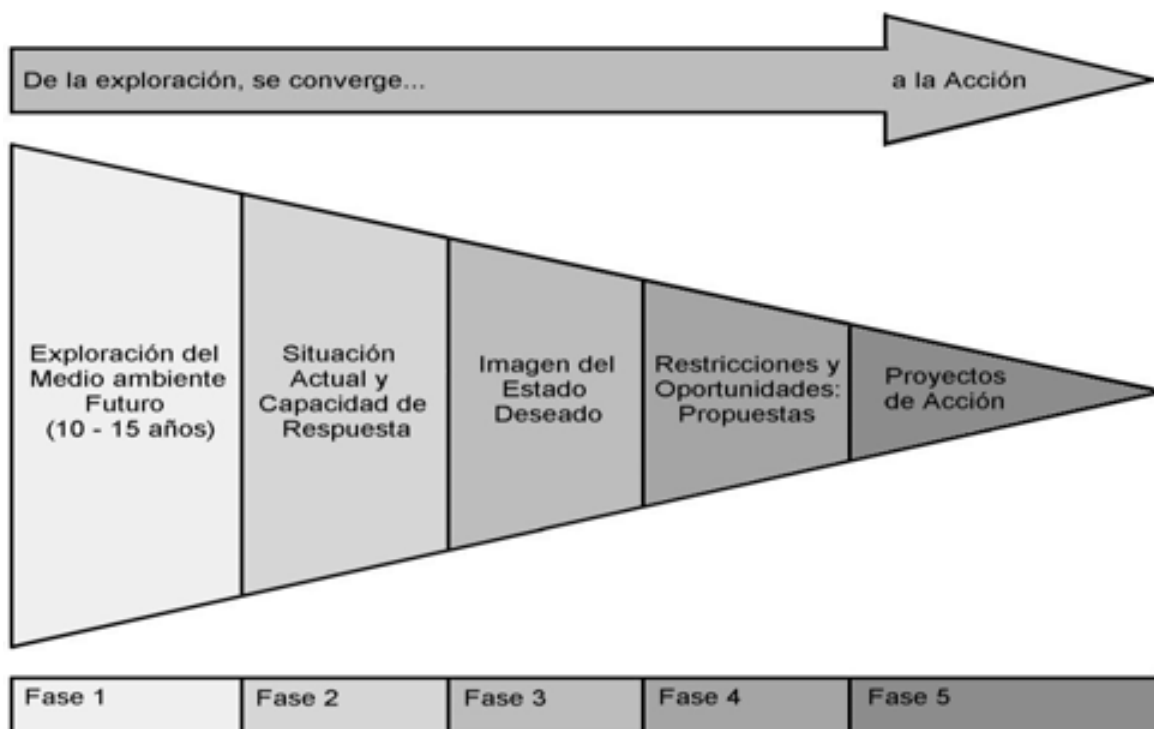 De la exploración, se converge...
a la Acción
Exploración del
Medio ambiente
Futuro
(10 - 15 años)
Situación
Actual y
Capacidad de
Respuesta
Imagen del
Estado
Deseado
Restricciones y
Oportunidades:
Propuestas
Proyectos
de Acción
Fase 1
Fase 2
Fase 3
Fase 4
Fase 5